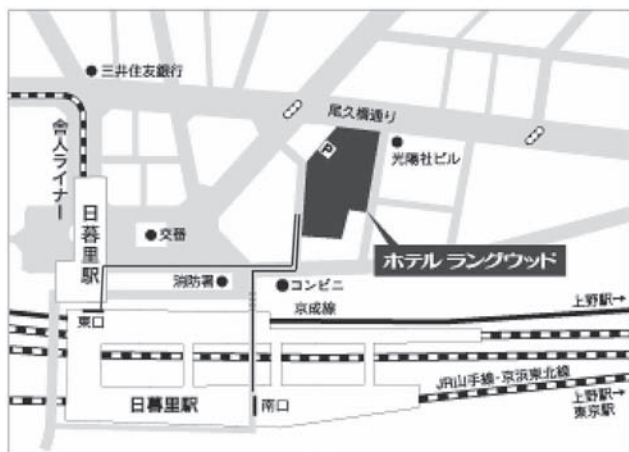 三井住友銀行
尾久橋通り
P
光陽社ビル
舎人ライナー
日暮里駅
交番
ホテル ラングウッド
消防署
コンビニ
京成線
上野駅→
東口
JR山手線・京浜東北線
日暮里駅
南口
上野駅→
東京駅